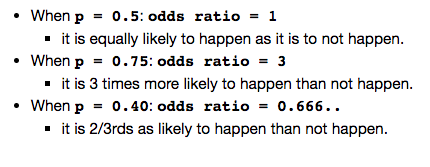 • When p = 0.5: odds ratio = 1
▪ it is equally likely to happen as it is to not happen.
• When p = 0.75: odds ratio = 3
▪ it is 3 times more likely to happen than not happen.
• When p = 0.40: odds ratio = 0.666..
▪ it is 2/3rds as likely to happen than not happen.